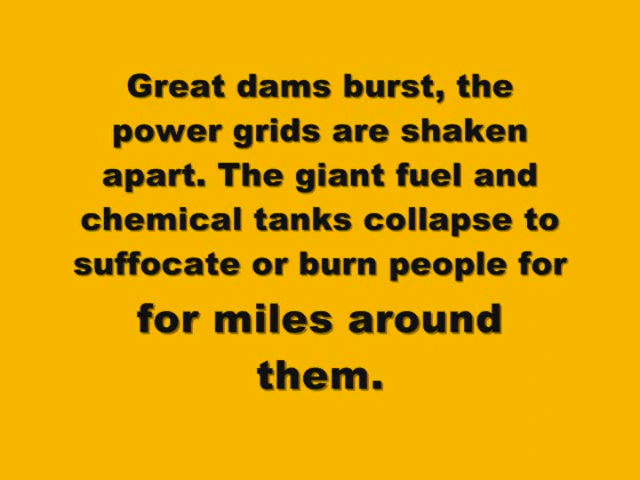 Great dams burst, the
power grids are shaken
apart. The giant fuel and
chemical tanks collapse to
suffocate or burn people for
for miles around
them.